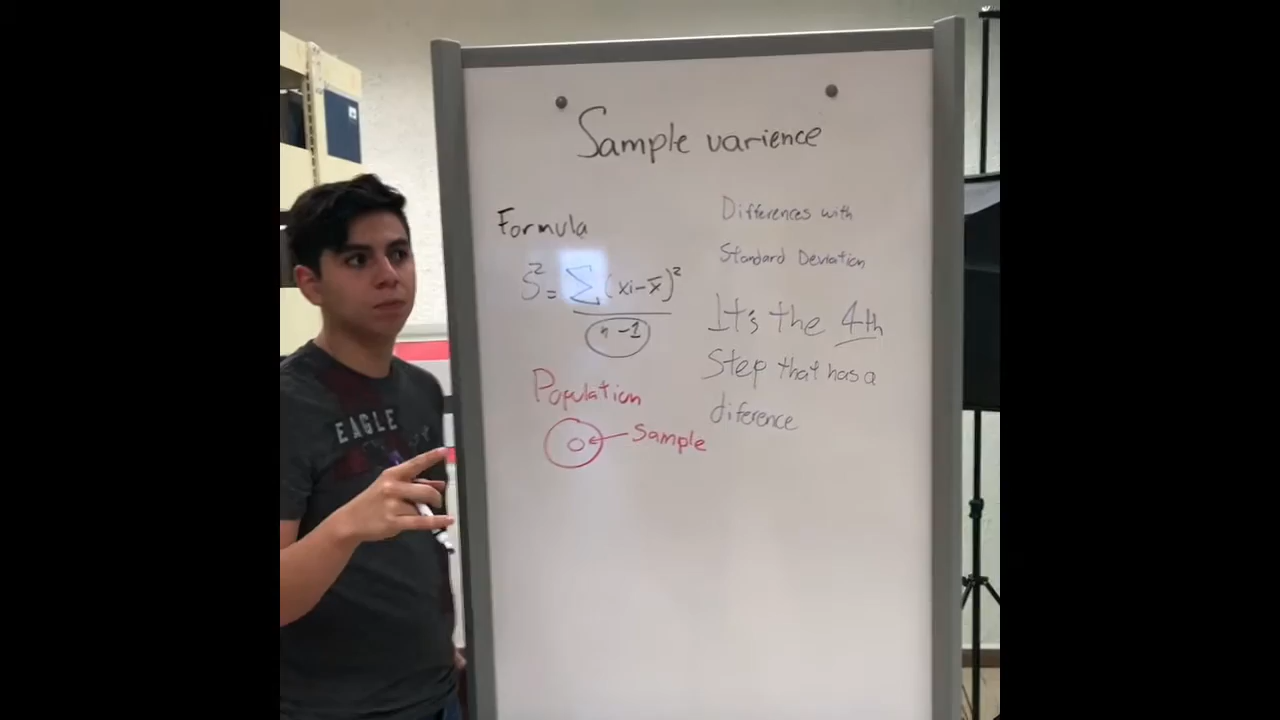 Sample varience
Formula
S² = Σ(xi-x̄)²
n-1
Population
Sample
Differences with
Standard Deviation
It's the 4th
Step that has a
diference
EAGLE